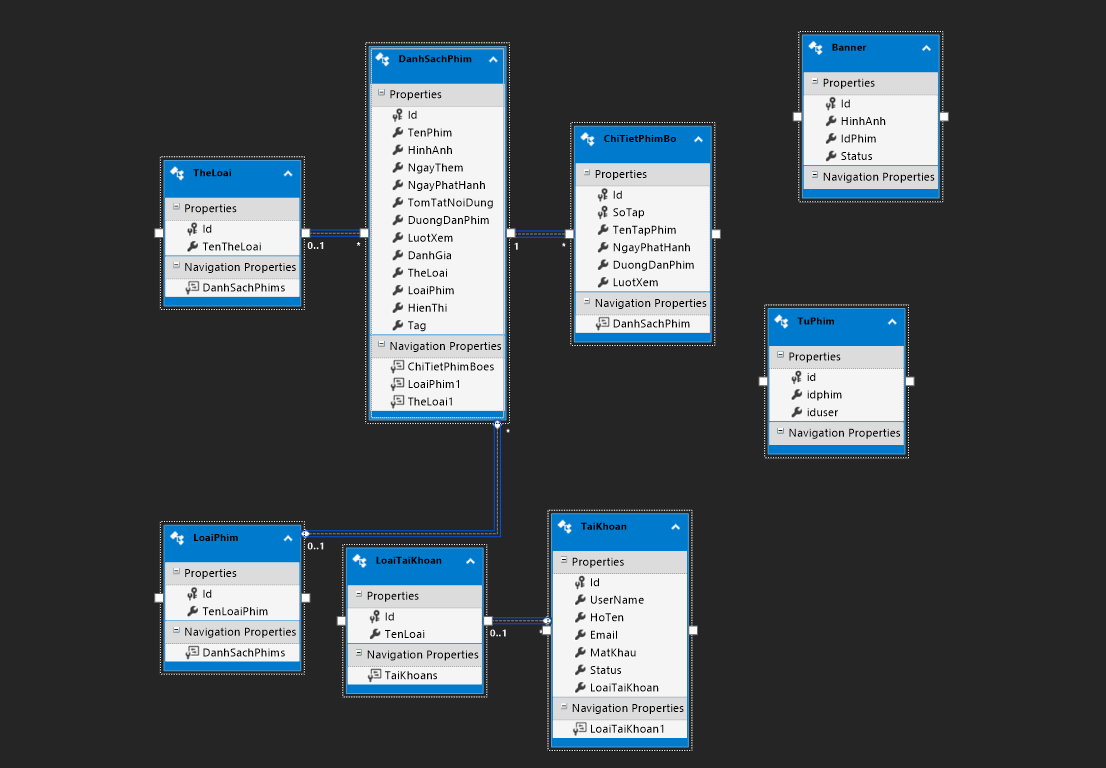 DanhSachPhim
Properties
Id
TenPhim
HinhAnh
NgayThem
NgayPhatHanh
TomTatNoiDung
DuongDanPhim
LuotXem
DanhGia
TheLoai
LoaiPhim
HienThi
Tag
Navigation Properties
ChiTietPhimBoes
LoaiPhim1
TheLoai1
*
Banner
Properties
Id
HinhAnh
IdPhim
Status
Navigation Properties
ChiTietPhimBo
Properties
Id
SoTap
TenTapPhim
NgayPhatHanh
DuongDanPhim
LuotXem
Navigation Properties
DanhSachPhim
TheLoai
Properties
Id
TenTheLoai
Navigation Properties
DanhSachPhims
0..1
*
1
*
TuPhim
Properties
id
idphim
iduser
Navigation Properties
LoaiPhim
Properties
Id
TenLoaiPhim
Navigation Properties
DanhSachPhims
0..1
LoaiTaiKhoan
Properties
Id
TenLoai
Navigation Properties
TaiKhoans
0..1
*
TaiKhoan
Properties
Id
UserName
HoTen
Email
MatKhau
Status
LoaiTaiKhoan
Navigation Properties
LoaiTaiKhoan1